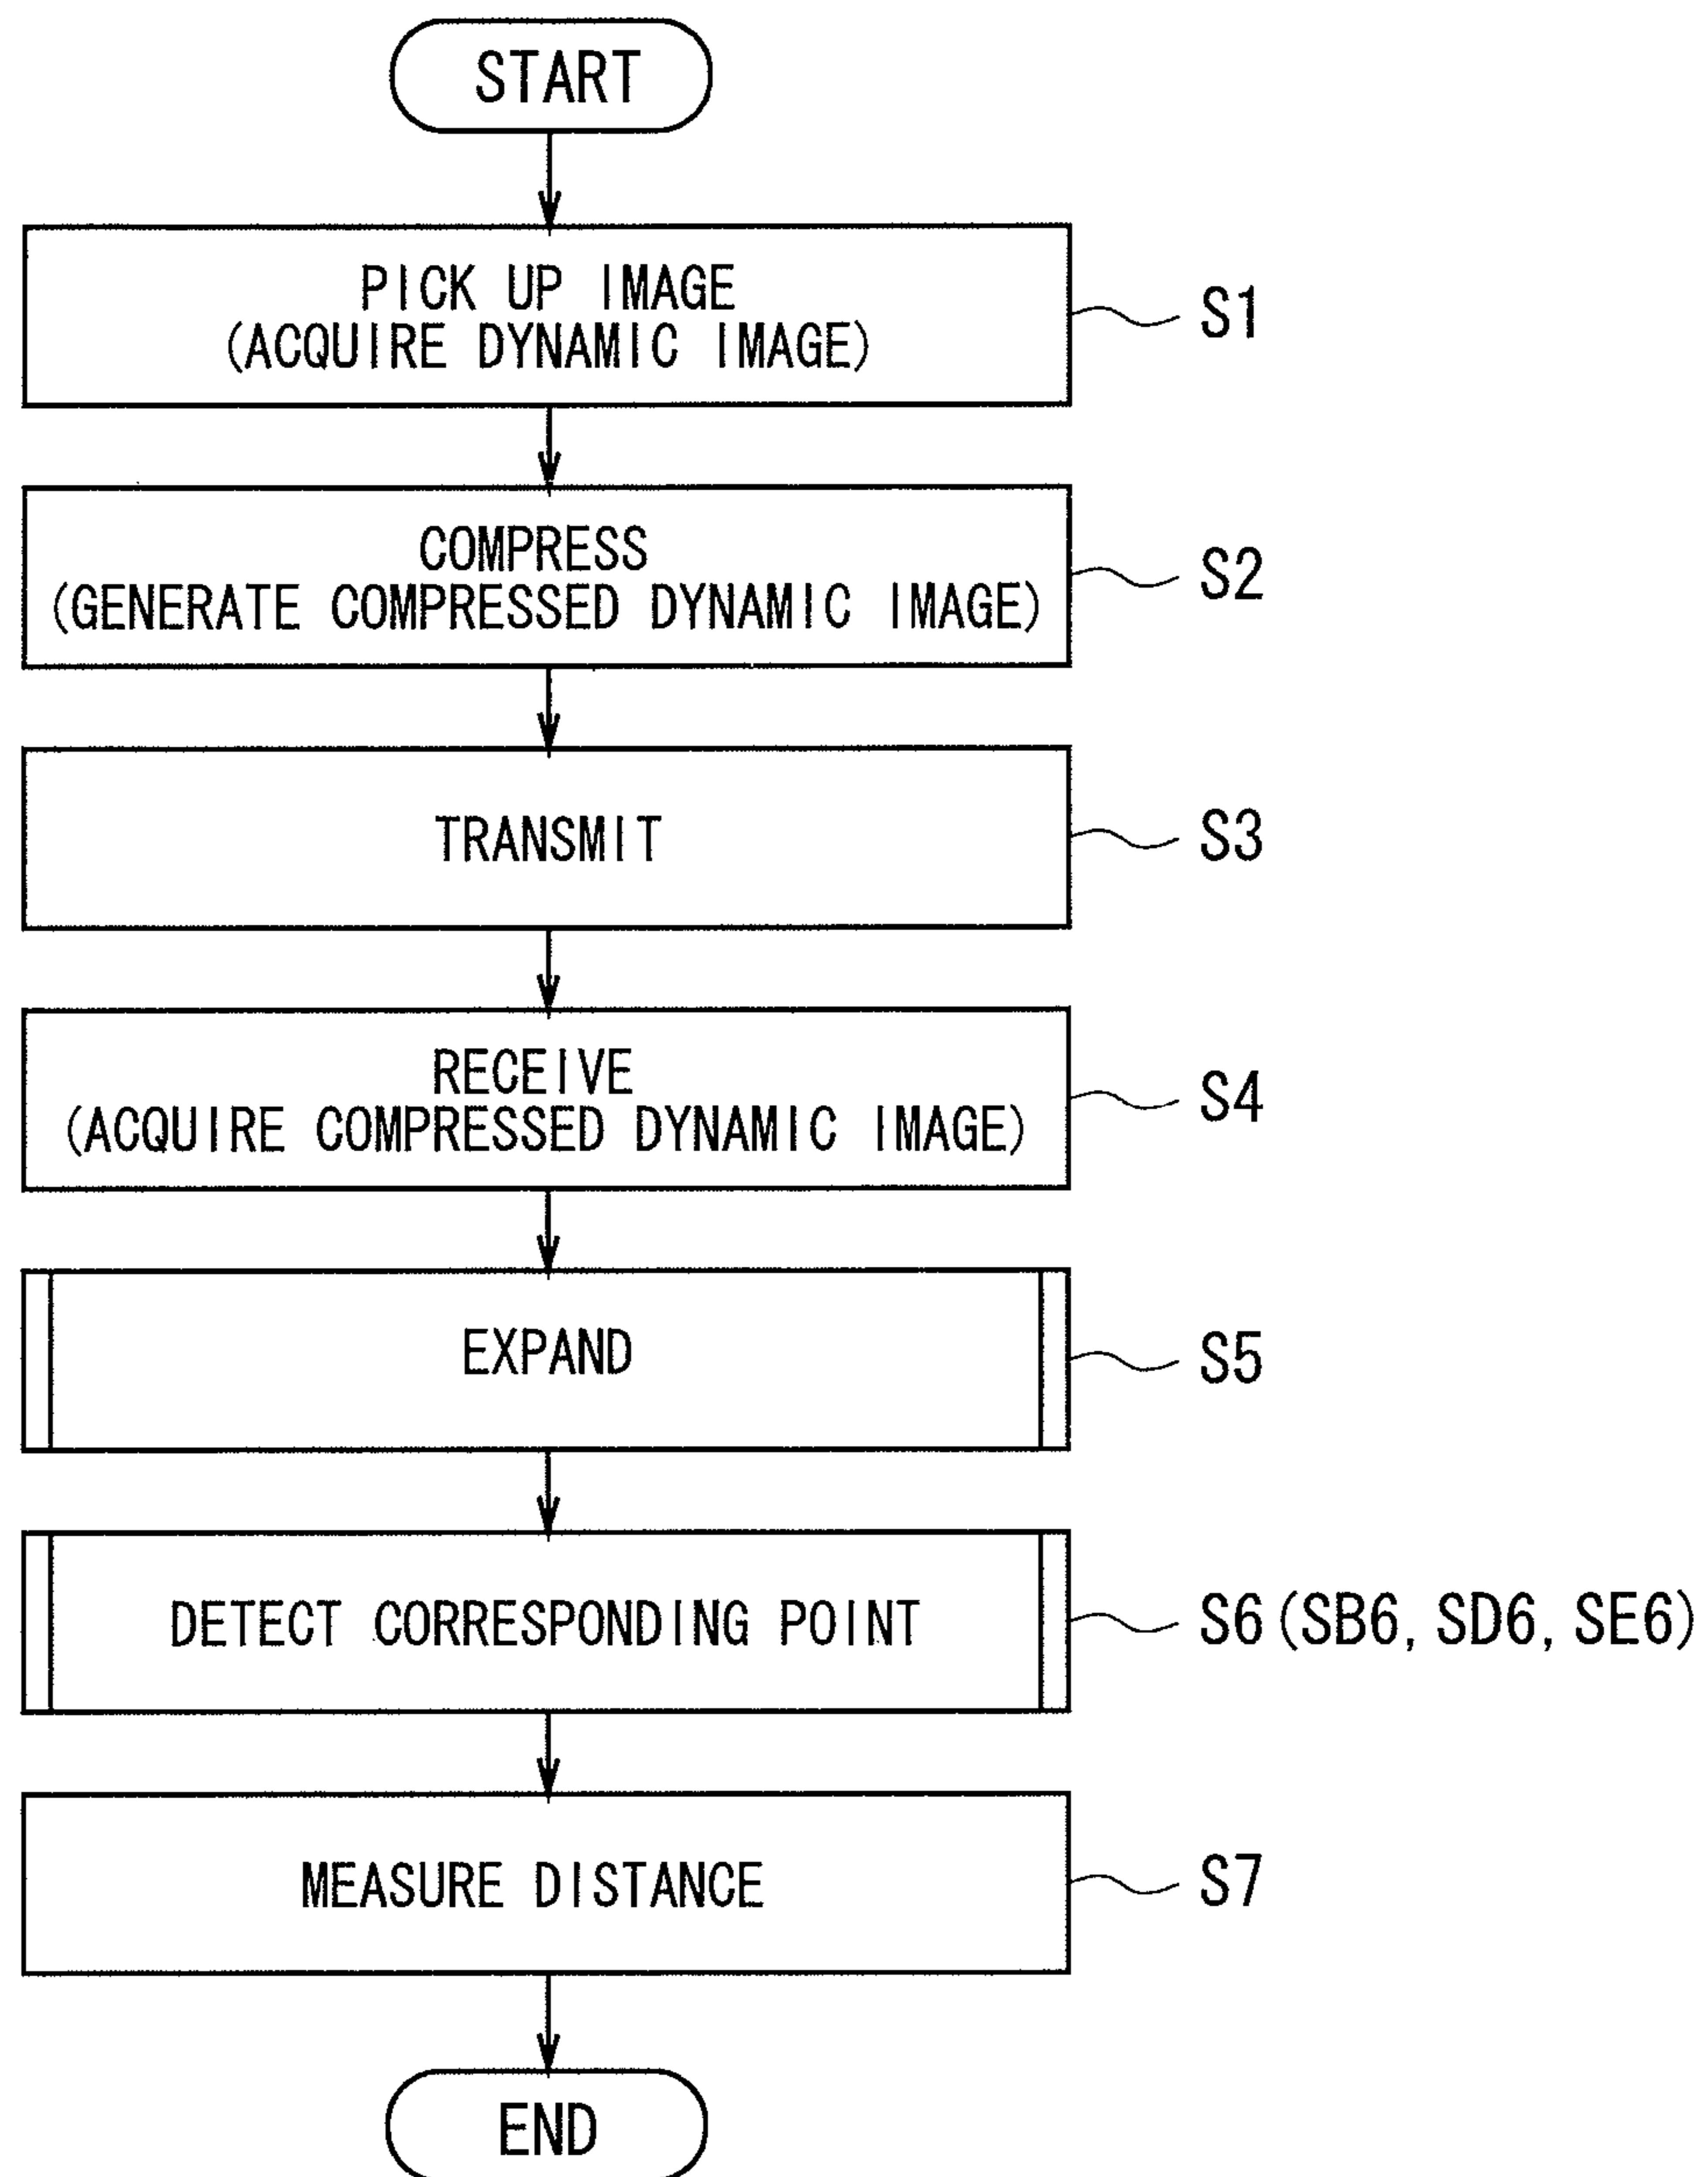 START
PICK UP IMAGE
(ACQUIRE DYNAMIC IMAGE)
S1
COMPRESS
(GENERATE COMPRESSED DYNAMIC IMAGE)
S2
TRANSMIT
S3
RECEIVE
(ACQUIRE COMPRESSED DYNAMIC IMAGE)
S4
EXPAND
S5
DETECT CORRESPONDING POINT
S6 (SB6, SD6, SE6)
MEASURE DISTANCE
S7
END